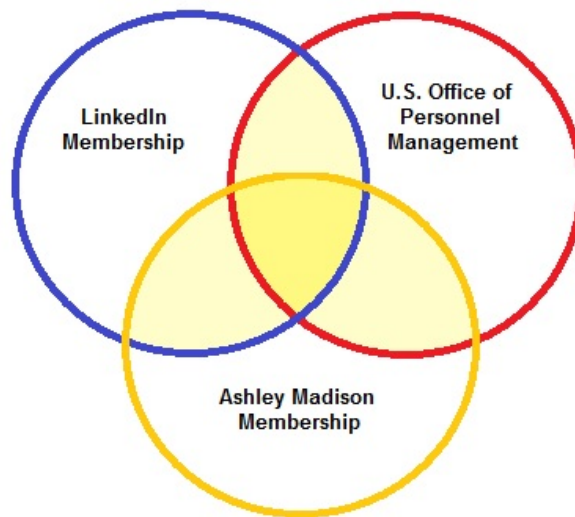 LinkedIn
Membership
U.S. Office of
Personnel
Management
Ashley Madison
Membership